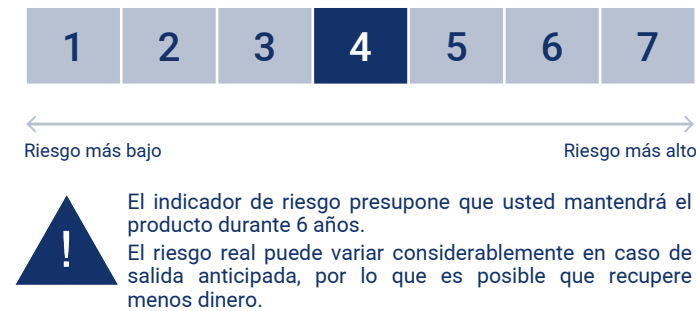 1 2 3 4 5 6 7
Riesgo más bajo Riesgo más alto
!
El indicador de riesgo presupone que usted mantendrá el
producto durante 6 años.
El riesgo real puede variar considerablemente en caso de
salida anticipada, por lo que es posible que recupere
menos dinero.